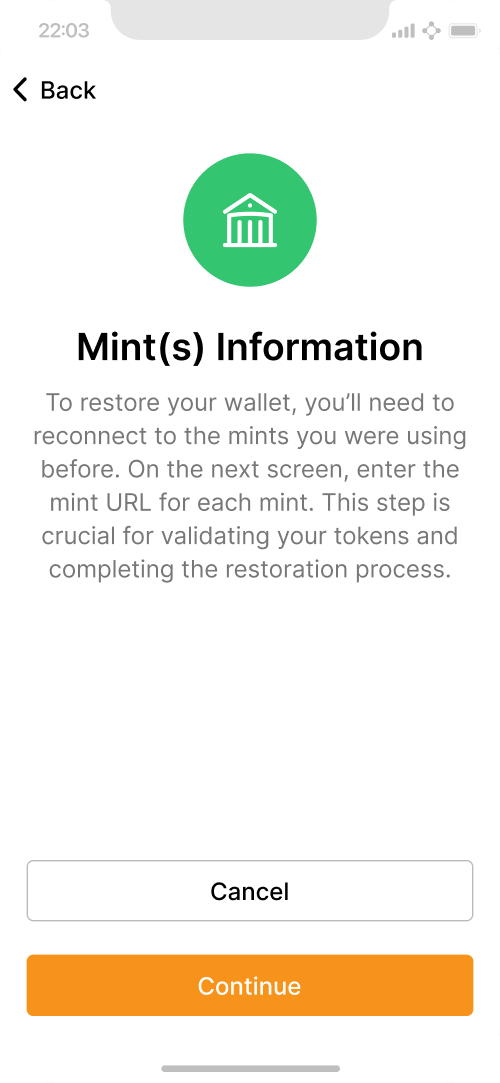 22:03
Back
Mint(s) Information
To restore your wallet, you’ll need to
reconnect to the mints you were using
before. On the next screen, enter the
mint URL for each mint. This step is
crucial for validating your tokens and
completing the restoration process.
Cancel
Continue